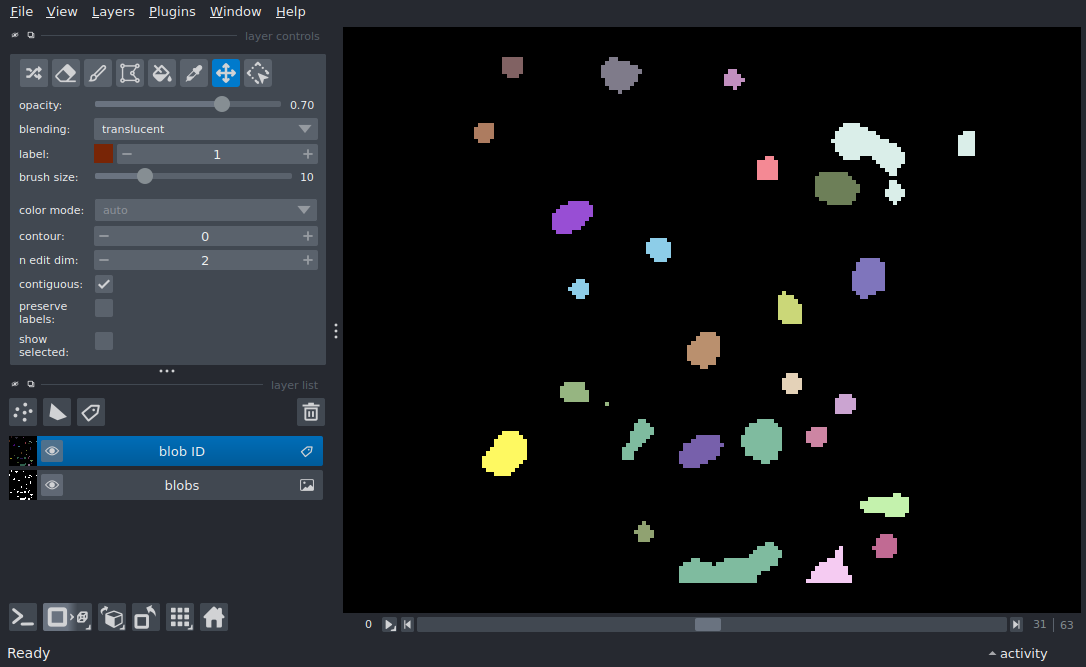 File View Layers Plugins Window Help
layer controls
opacity: 0.70
blending: translucent
label: 1
brush size: 10
color mode: auto
contour: 0
n edit dim: 2
contiguous:
preserve
labels:
show
selected:
layer list
blob ID
blobs
0 31 63
Ready activity